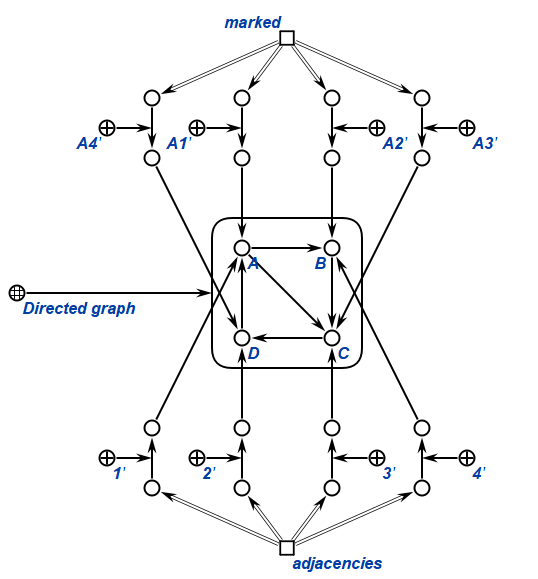 marked
A4'
A1'
A2'
A3'
A
B
Directed graph
D
C
1'
2'
3'
4'
adjacencies